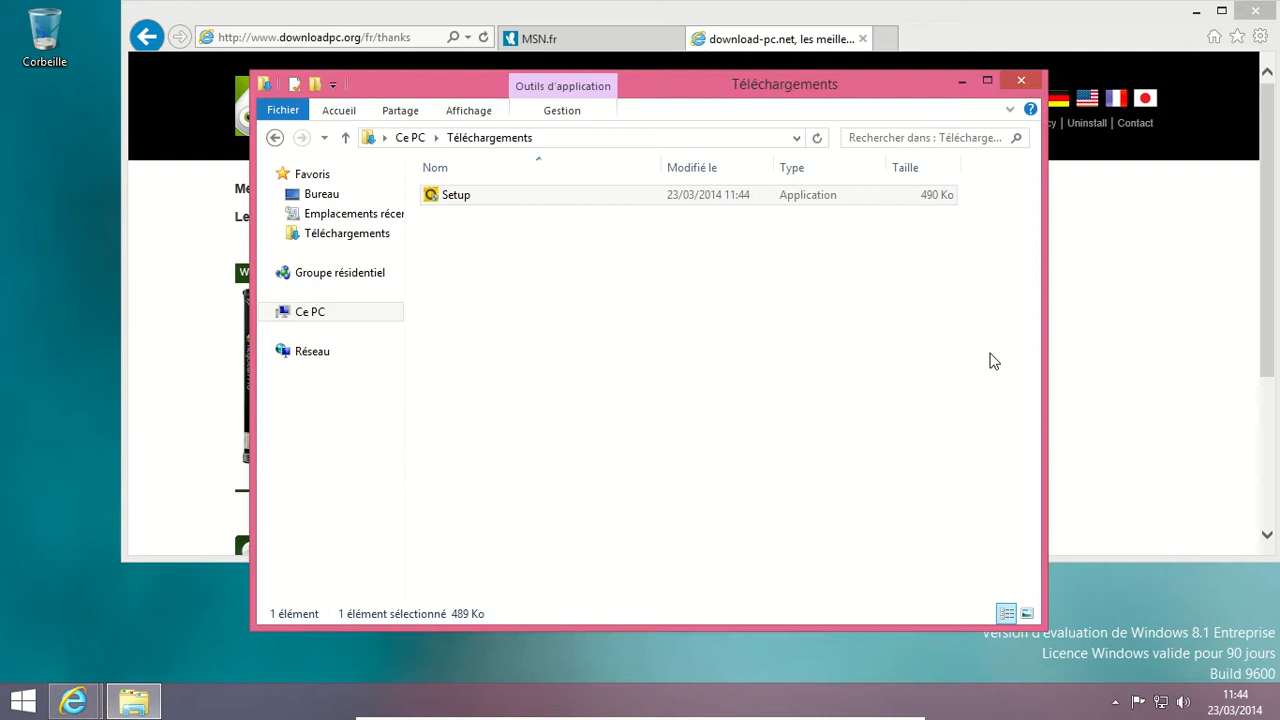 Corbeille
http://www.downloadpc.org/fr/thanks
MSN.fr
download-pc.net, les meille...
Outils d'application
Téléchargements
Fichier
Accueil
Partage
Affichage
Gestion
Uninstall
Contact
Ce PC
Téléchargements
Rechercher dans : Télécharge...
Nom
Modifié le
Type
Taille
Setup
23/03/2014 11:44
Application
490 Ko
Favoris
Bureau
Emplacements récer
Téléchargements
Groupe résidentiel
Ce PC
Réseau
1 élément
1 élément sélectionné 489 Ko
Version d'évaluation de Windows 8.1 Entreprise
Licence Windows valide pour 90 jours
Build 9600
11:44
23/03/2014